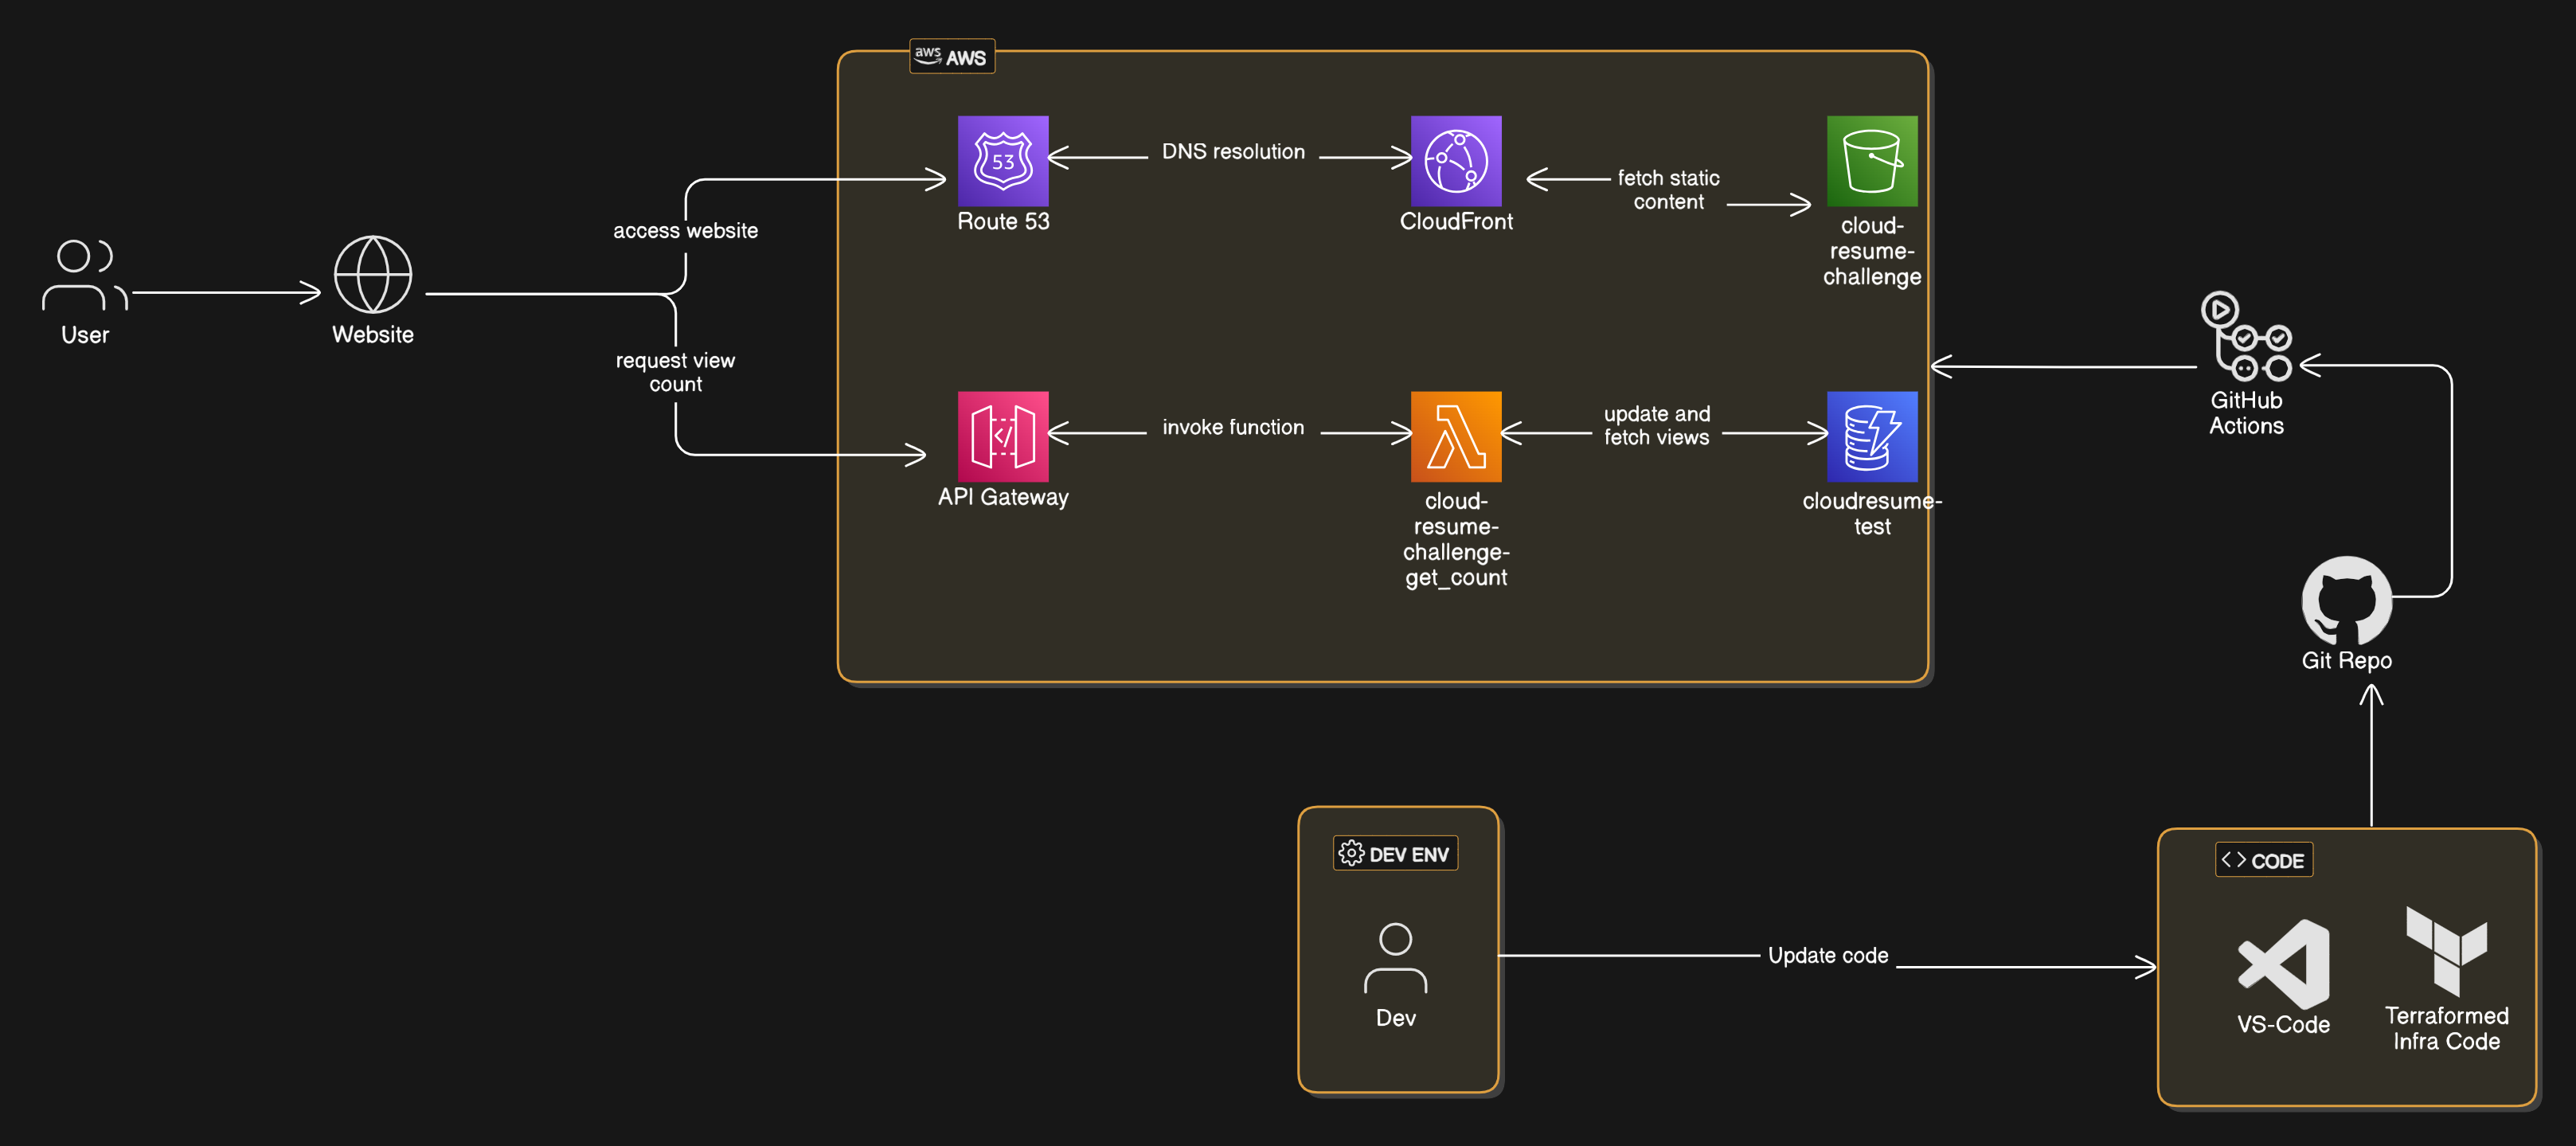 aws AWS
53
Route 53
DNS resolution
CloudFront
fetch static
content
cloud-
resume-
challenge
access website
User
Website
request view
count
API Gateway
invoke function
cloud-
resume-
challenge-
get_count
update and
fetch views
cloudresume-
test
GitHub
Actions
Git Repo
DEV ENV
Dev
Update code
<> CODE
VS-Code
Terraformed
Infra Code